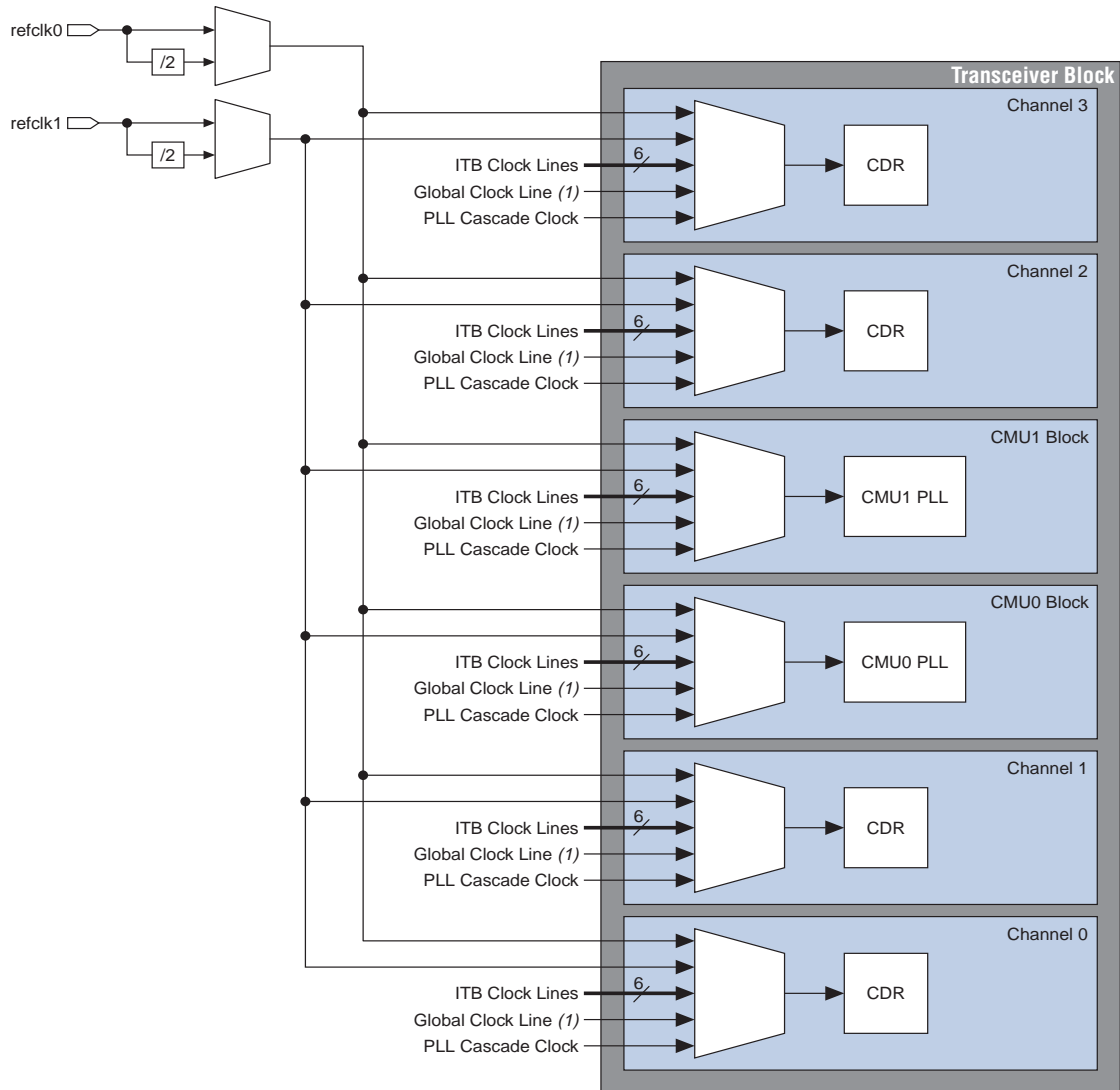 refclk0
/2
refclk1
/2
Transceiver Block
Channel 3
ITB Clock Lines
6
Global Clock Line (1)
PLL Cascade Clock
CDR
Channel 2
ITB Clock Lines
6
Global Clock Line (1)
PLL Cascade Clock
CDR
CMU1 Block
ITB Clock Lines
6
Global Clock Line (1)
PLL Cascade Clock
CMU1 PLL
CMU0 Block
ITB Clock Lines
6
Global Clock Line (1)
PLL Cascade Clock
CMU0 PLL
Channel 1
ITB Clock Lines
6
Global Clock Line (1)
PLL Cascade Clock
CDR
Channel 0
ITB Clock Lines
6
Global Clock Line (1)
PLL Cascade Clock
CDR